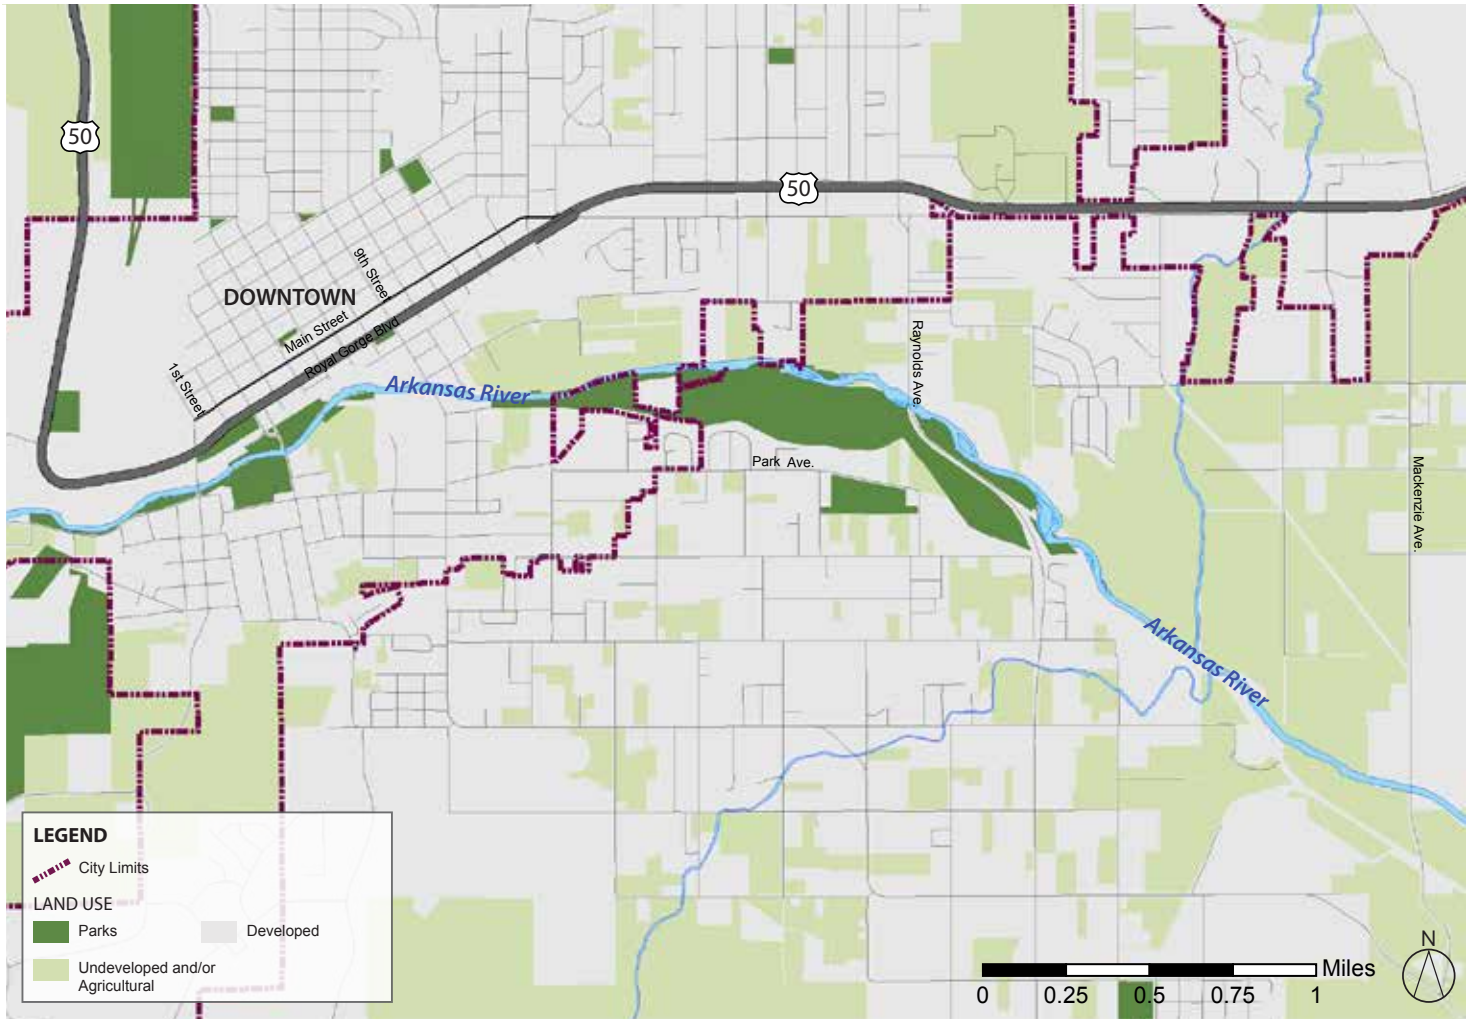 50
50
9th Street
DOWNTOWN
Main Street
Royal Gorge Blvd
1st Street
Arkansas River
Raynolds Ave.
Park Ave.
Mackenzie Ave.
Arkansas River
LEGEND
City Limits
LAND USE
Parks
Developed
Undeveloped and/or
Agricultural
N
Miles
0 0.25 0.5 0.75 1